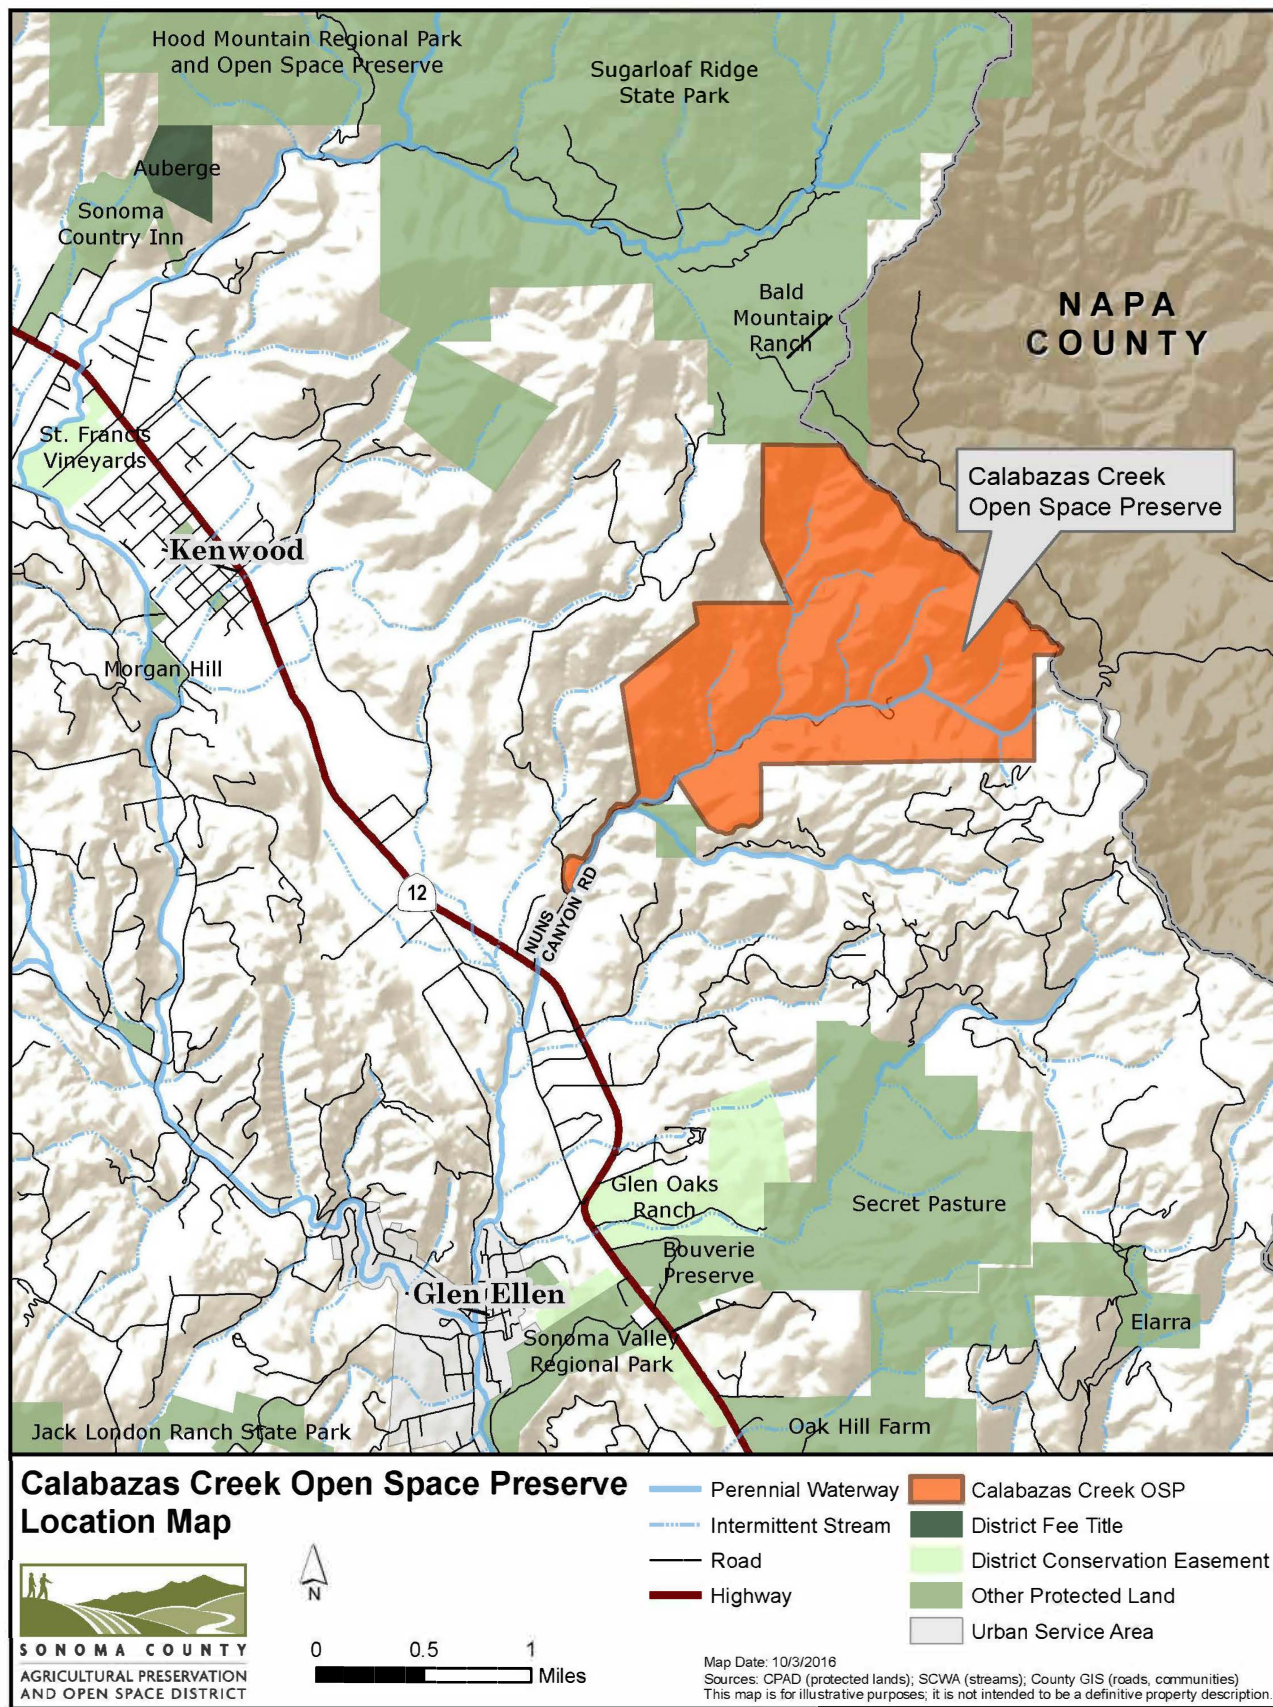 Hood Mountain Regional Park
and Open Space Preserve
Sugarloaf Ridge
State Park
Auberge
Sonoma
Country Inn
Bald
Mountain
Ranch
NAPA
COUNTY
St. Francis
Vineyards
Calabazas Creek
Open Space Preserve
Kenwood
Morgan Hill
12
NUNS
CANYON RD
Glen Oaks
Ranch
Secret Pasture
Bouverie
Preserve
Glen Ellen
Elarra
Sonoma Valley
Regional Park
Jack London Ranch State Park
Oak Hill Farm
Calabazas Creek Open Space Preserve
Location Map
N
SONOMA COUNTY
AGRICULTURAL PRESERVATION
AND OPEN SPACE DISTRICT
0 0.5 1
Miles
Perennial Waterway
Intermittent Stream
Road
Highway
Calabazas Creek OSP
District Fee Title
District Conservation Easement
Other Protected Land
Urban Service Area
Map Date: 10/3/2016
Sources: CPAD (protected lands); SCWA (streams); County GIS (roads, communities)
This map is for illustrative purposes; it is not intended to be a definitive property description.